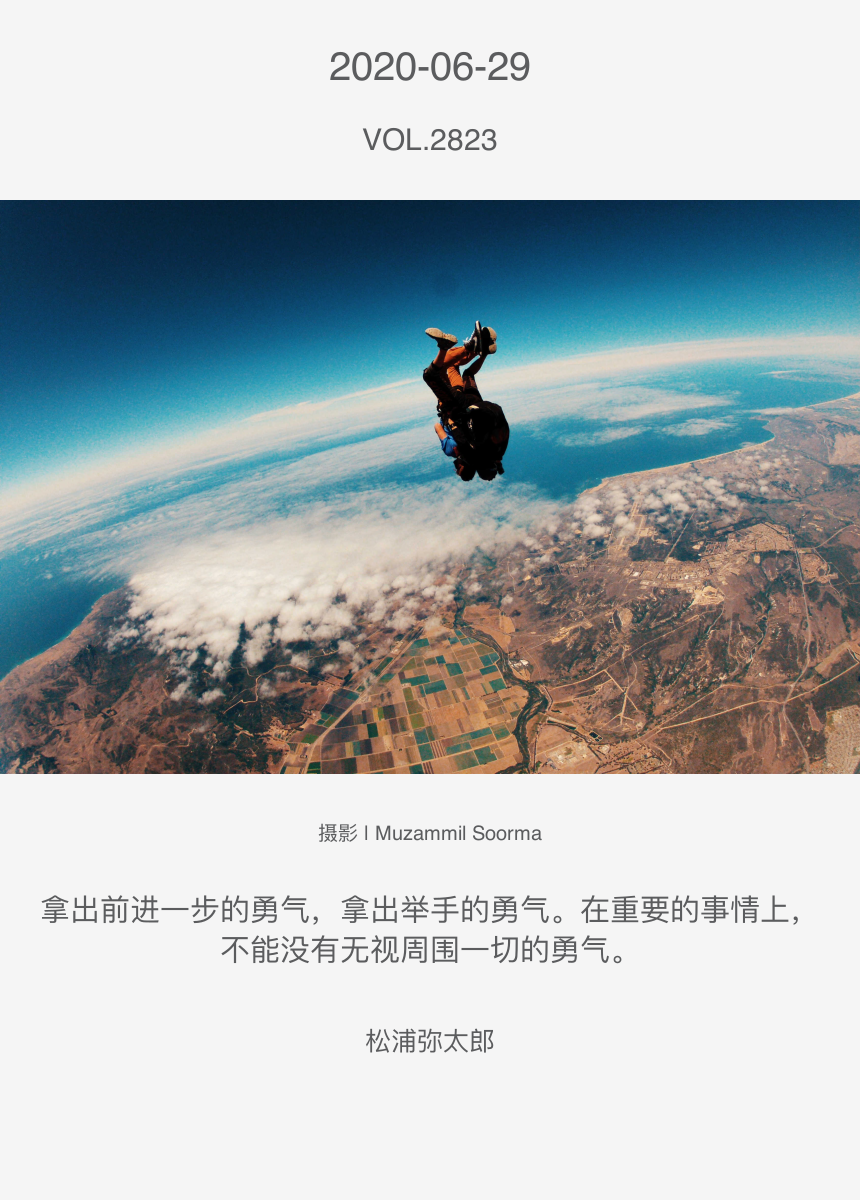 2020-06-29
VOL.2823
摄影 | Muzammil Soorma
拿出前进一步的勇气，拿出举手的勇气。在重要的事情上，
不能没有无视周围一切的勇气。
松浦弥太郎